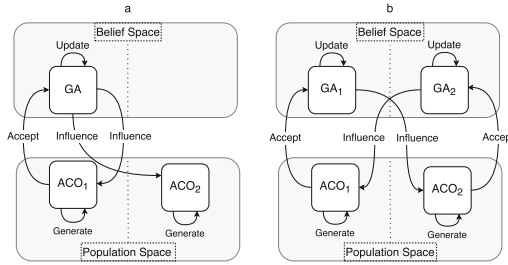 a
Belief Space
Update
GA
Accept
Influence
Influence
ACO1
ACO2
Generate
Generate
Population Space
b
Belief Space
Update
Update
GA1
GA2
Accept
Influence
Influence
Accept
ACO1
ACO2
Generate
Generate
Population Space